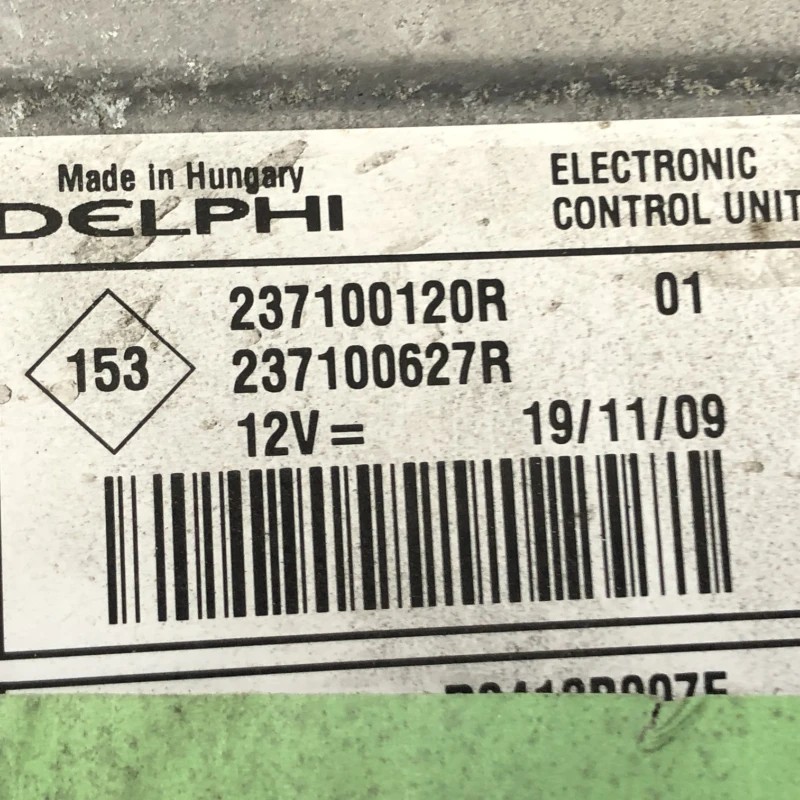 Made in Hungary
DELPHI
ELECTRONIC
CONTROL UNIT
237100120R 01
153
237100627R
12V = 19/11/09